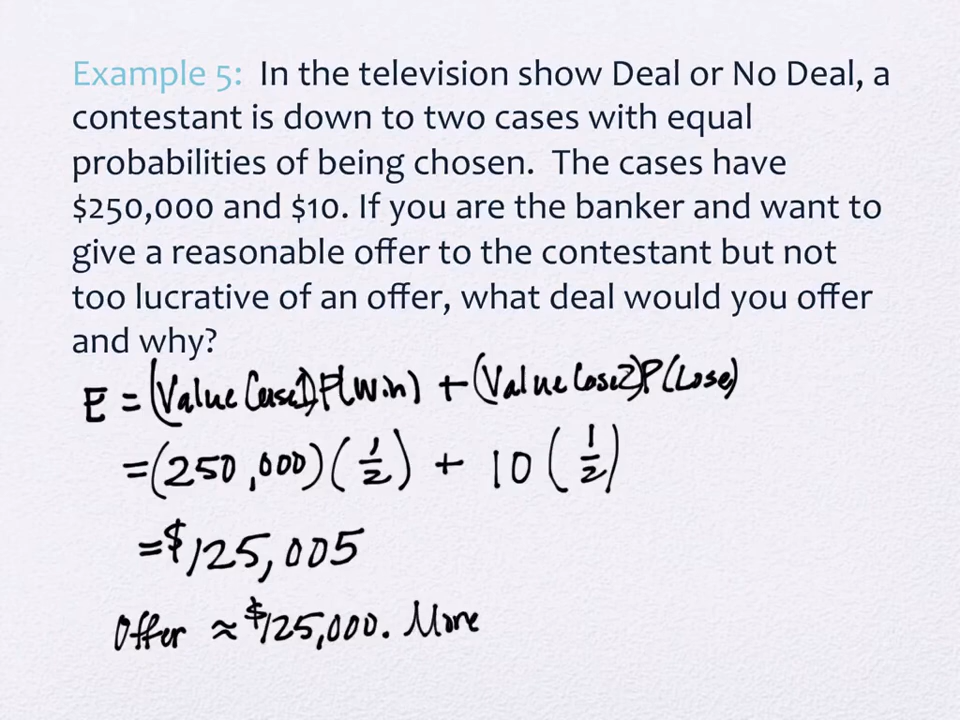 Example 5: In the television show Deal or No Deal, a
contestant is down to two cases with equal
probabilities of being chosen. The cases have
$250,000 and $10. If you are the banker and want to
give a reasonable offer to the contestant but not
too lucrative of an offer, what deal would you offer
and why?
E = (Value Case1)P(Win) + (Value Case2)P(Lose)
= (250,000)(1/2) + 10(1/2)
= $125,005
Offer ≈ $125,000. More